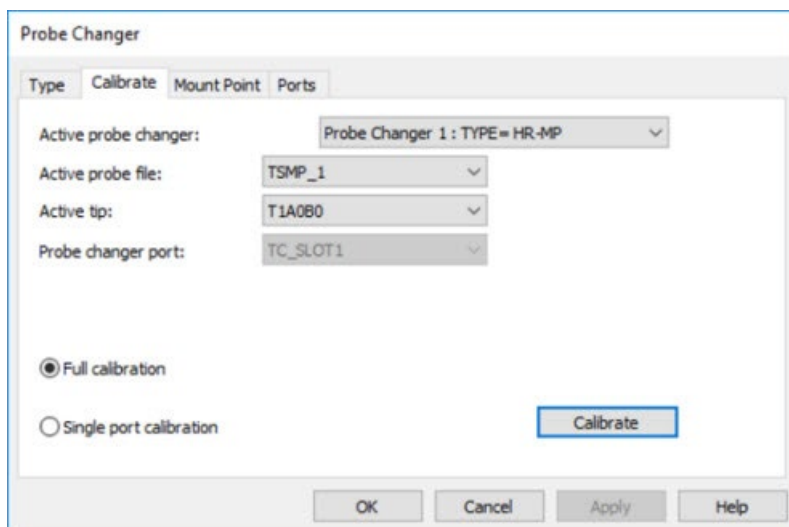 Probe Changer
Type Calibrate Mount Point Ports
Active probe changer: Probe Changer 1 : TYPE= HR-MP
Active probe file: TSMP_1
Active tip: T1A0B0
Probe changer port: TC_SLOT1
Full calibration
Single port calibration
Calibrate
OK Cancel Apply Help